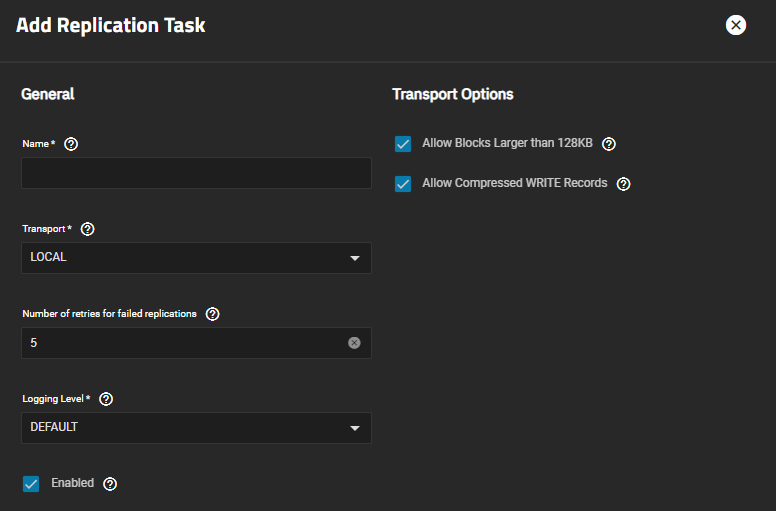 Add Replication Task
General
Name *
Transport *
LOCAL
Number of retries for failed replications
5
Logging Level *
DEFAULT
Enabled
Transport Options
Allow Blocks Larger than 128KB
Allow Compressed WRITE Records